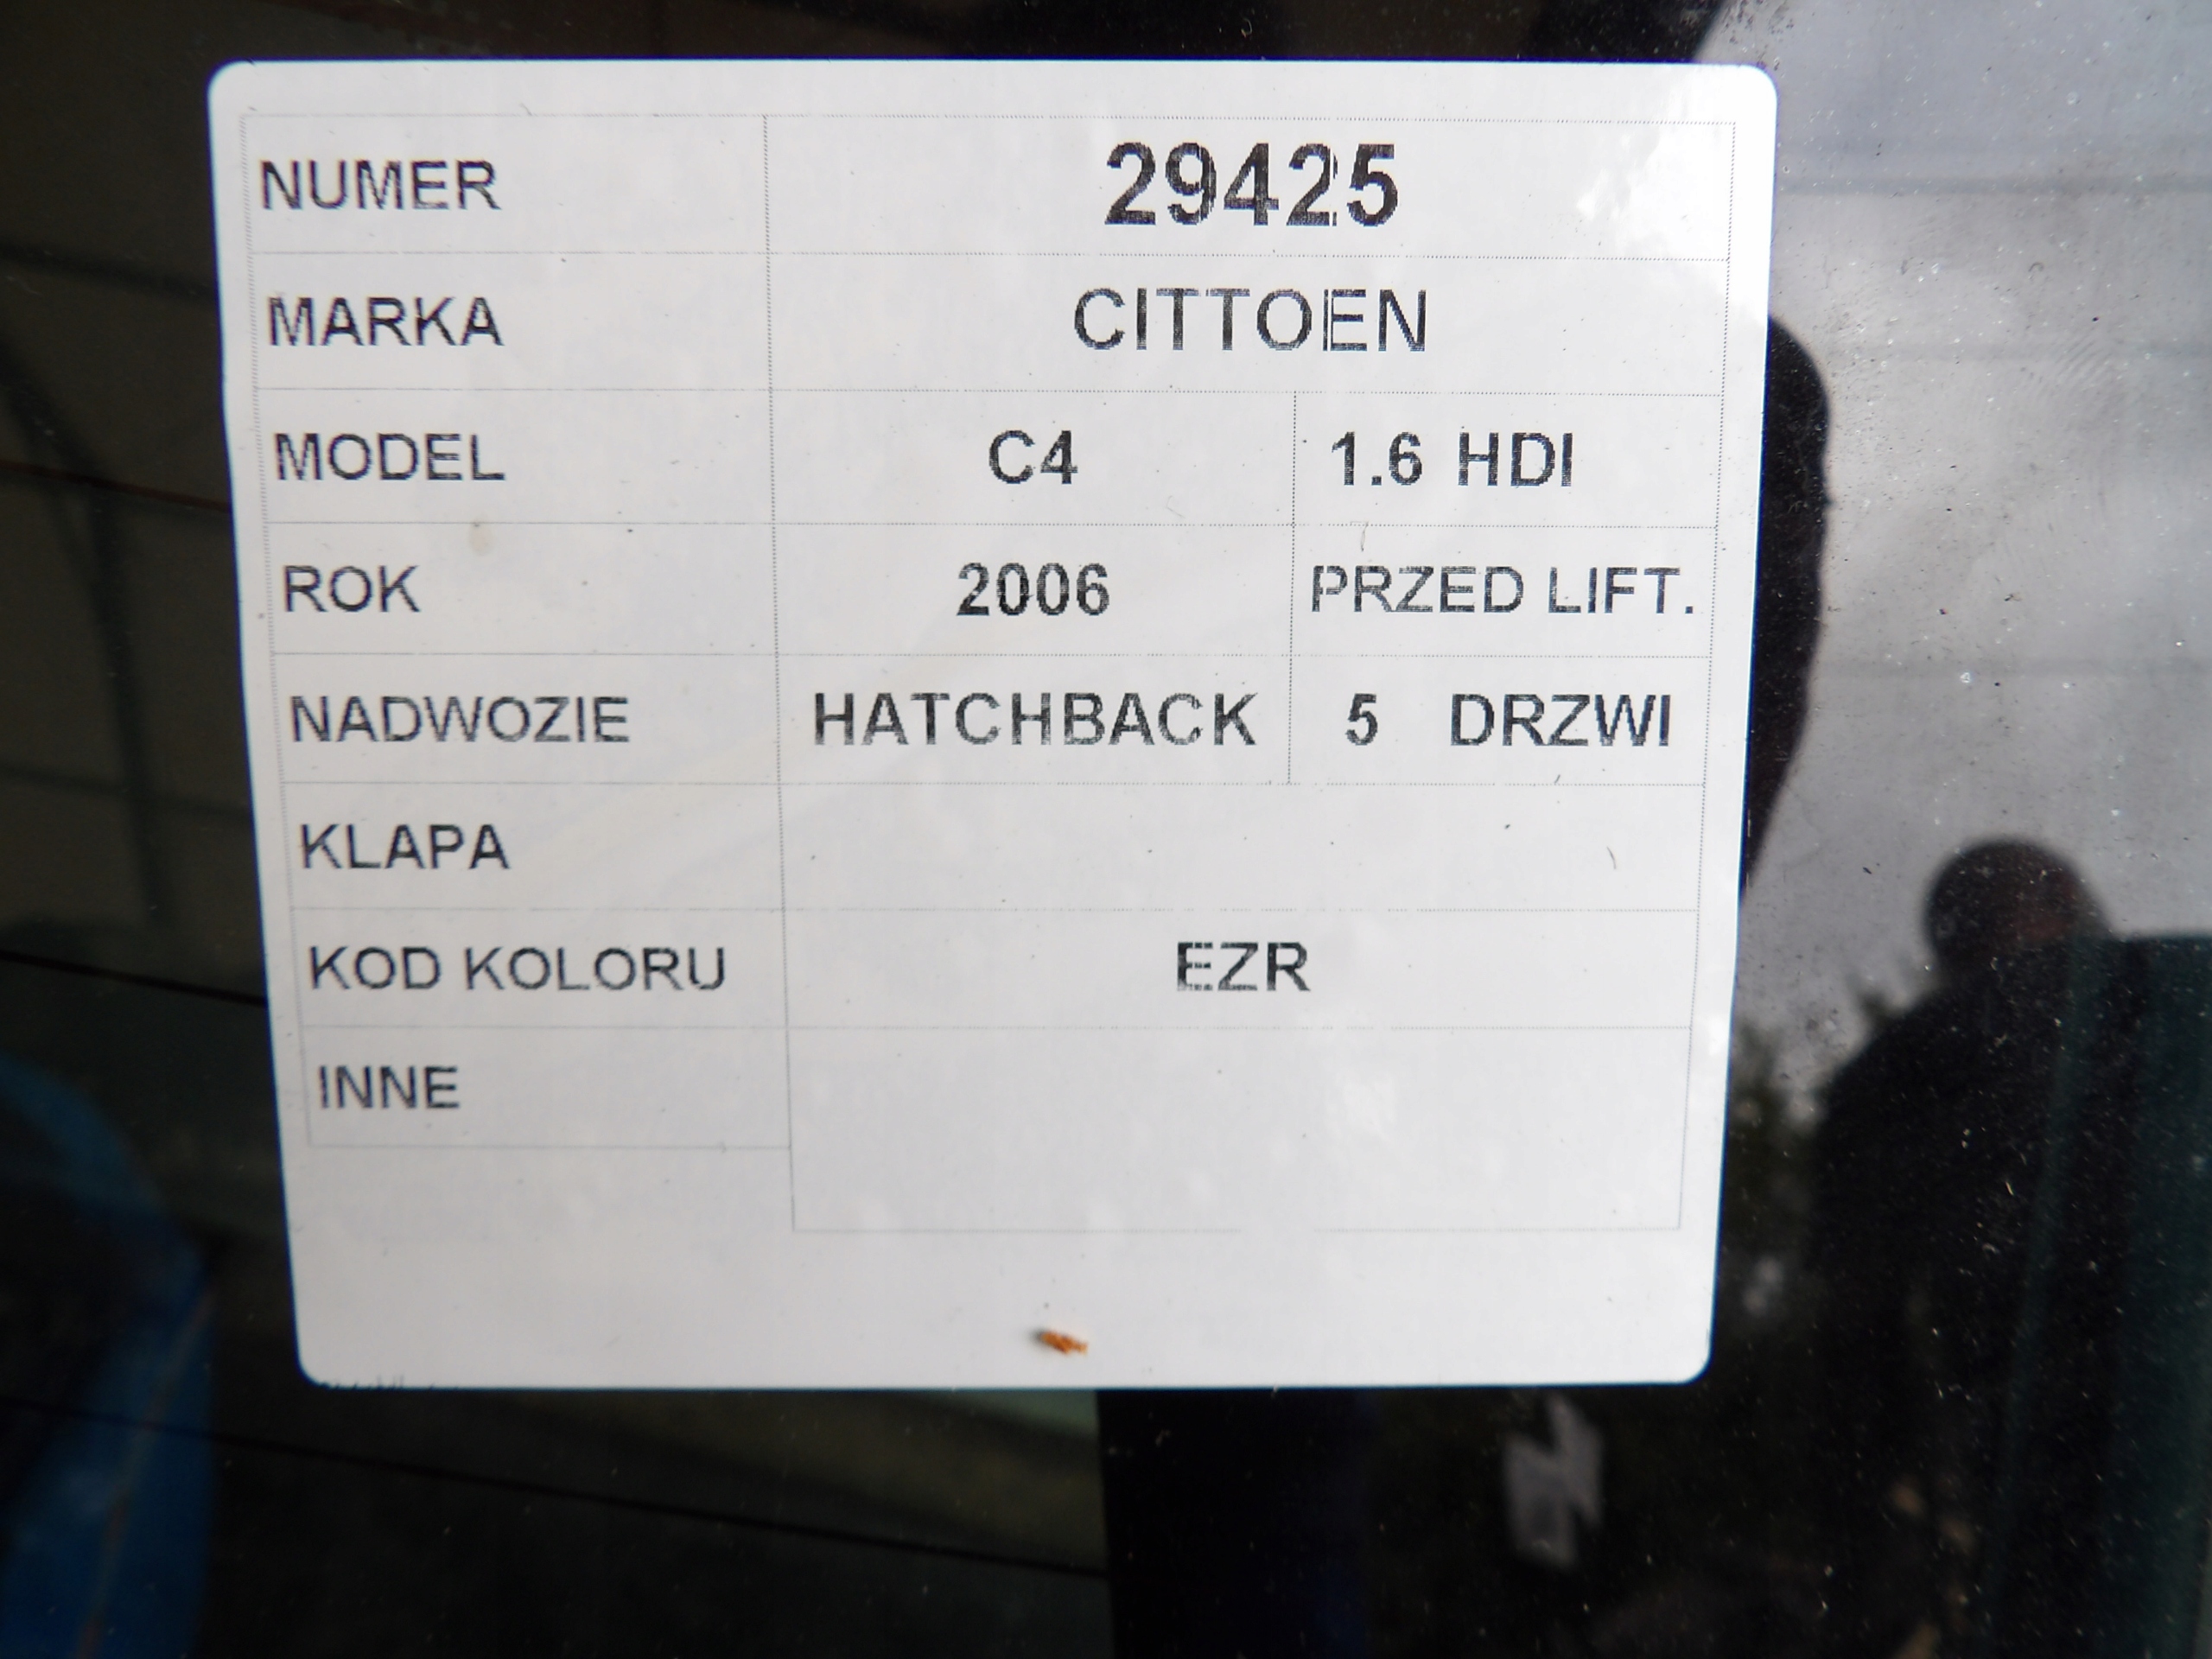 NUMER 29425
MARKA CITTOEN
MODEL C4 1.6 HDI
ROK 2006 PRZED LIFT.
NADWOZIE HATCHBACK 5 DRZWI
KLAPA
KOD KOLORU EZR
INNE